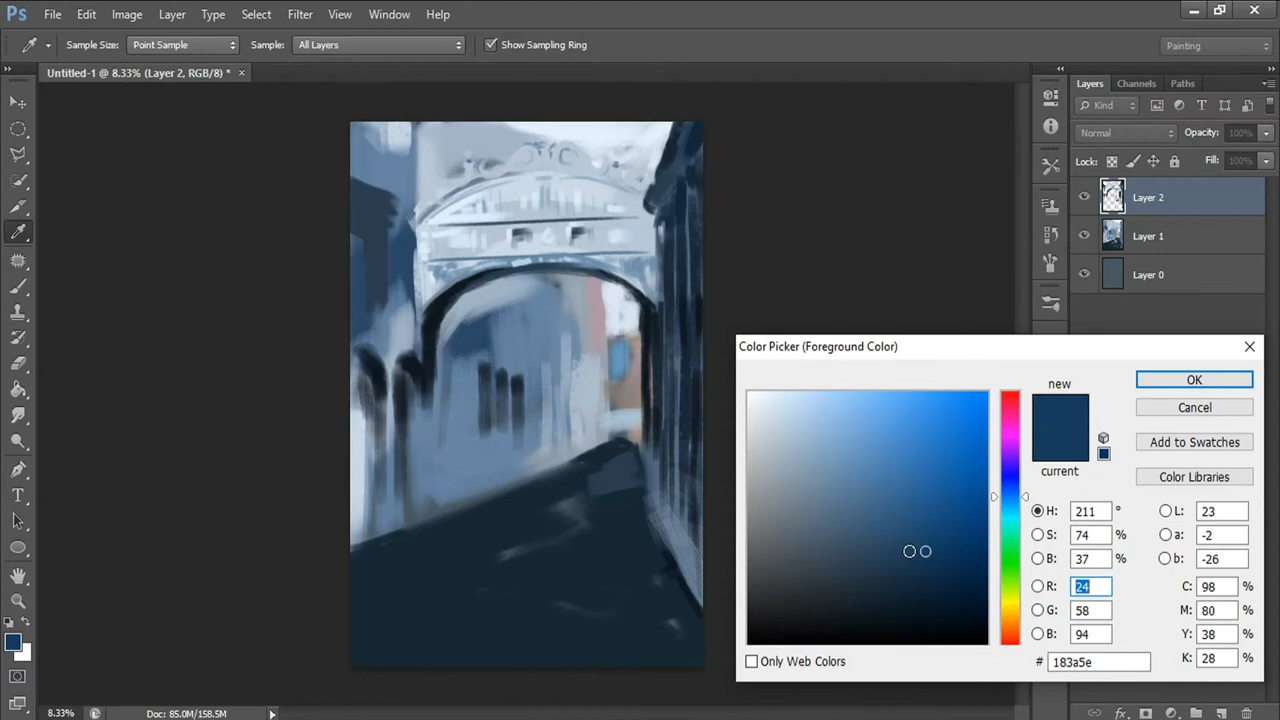 Ps File Edit Image Layer Type Select Filter View Window Help
Sample Size: Point Sample Sample: All Layers Show Sampling Ring Painting
Untitled-1 @ 8.33% (Layer 2, RGB/8) *
Layers Channels Paths
Kind
Normal Opacity: 100%
Lock: Fill: 100%
Layer 2
Layer 1
Layer 0
Color Picker (Foreground Color)
new
current
OK
Cancel
Add to Swatches
Color Libraries
H: 211 ° L: 23
S: 74 % a: -2
B: 37 % b: -26
R: 24 C: 98 %
G: 58 M: 80 %
B: 94 Y: 38 %
# 183a5e K: 28 %
Only Web Colors
T
fx
8.33% Doc: 85.0M/158.5M